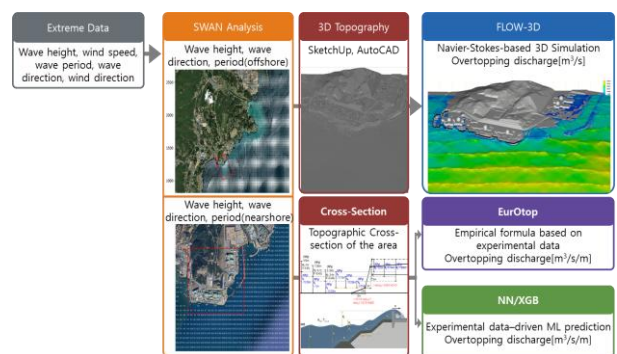 Extreme Data
Wave height, wind speed,
wave period, wave
direction, wind direction
SWAN Analysis
Wave height, wave
direction, period(offshore)
Wave height, wave
direction, period(nearshore)
3D Topography
SketchUp, AutoCAD
Cross-Section
Topographic Cross-
section of the area
FLOW-3D
Navier-Stokes-based 3D Simulation
Overtopping discharge[m³/s]
EurOtop
Empirical formula based on
experimental data
Overtopping discharge[m³/s/m]
NN/XGB
Experimental data–driven ML prediction
Overtopping discharge[m³/s/m]